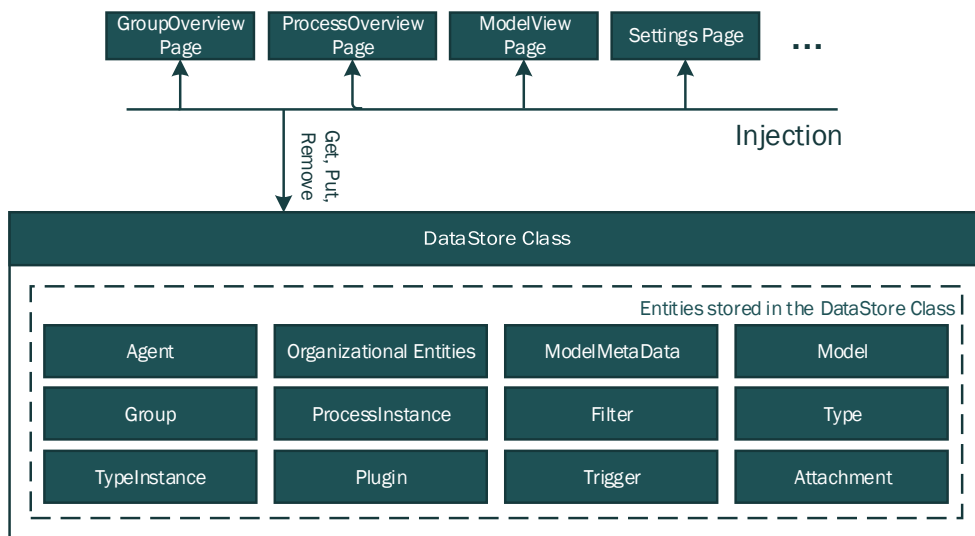 GroupOverview
Page
ProcessOverview
Page
ModelView
Page
Settings Page
...
Injection
Get, Put,
Remove
DataStore Class
Entities stored in the DataStore Class
Agent
Organizational Entities
ModelMetaData
Model
Group
ProcessInstance
Filter
Type
TypeInstance
Plugin
Trigger
Attachment